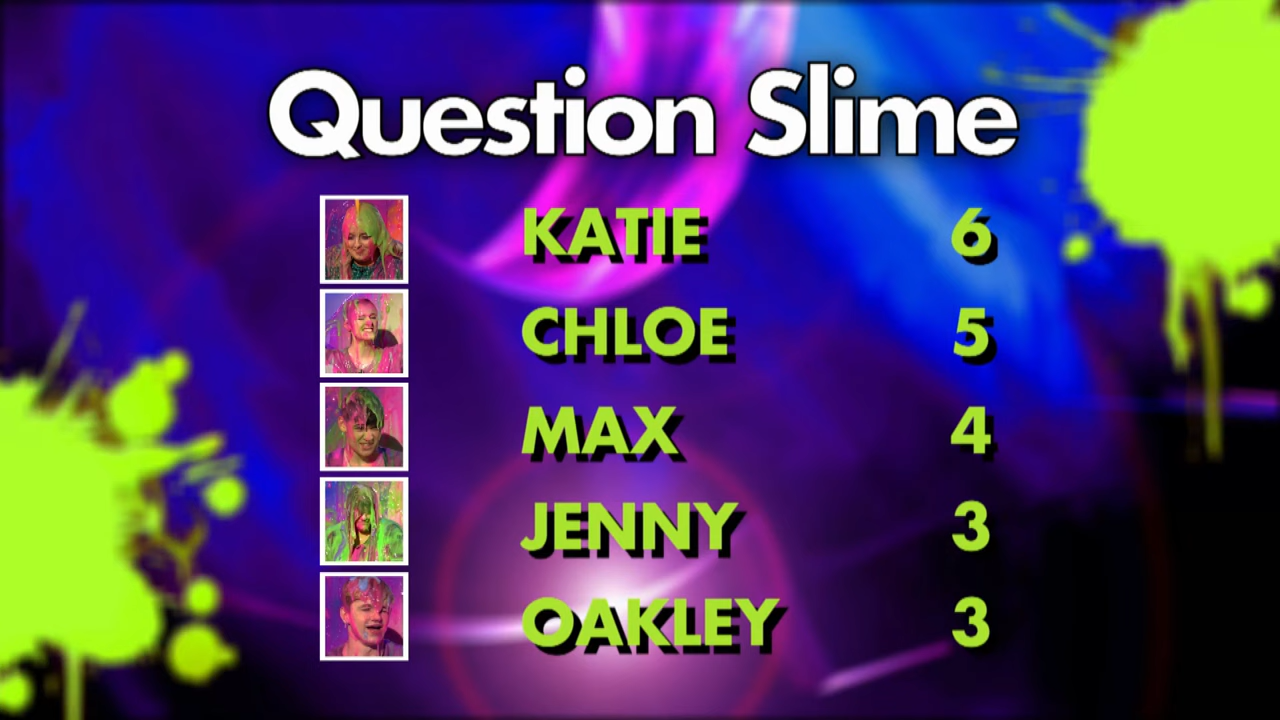 Question Slime
KATIE 6
CHLOE 5
MAX 4
JENNY 3
OAKLEY 3